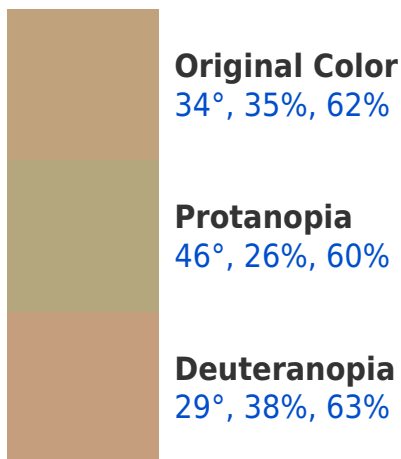 Original Color
34°, 35%, 62%
Protanopia
46°, 26%, 60%
Deuteranopia
29°, 38%, 63%